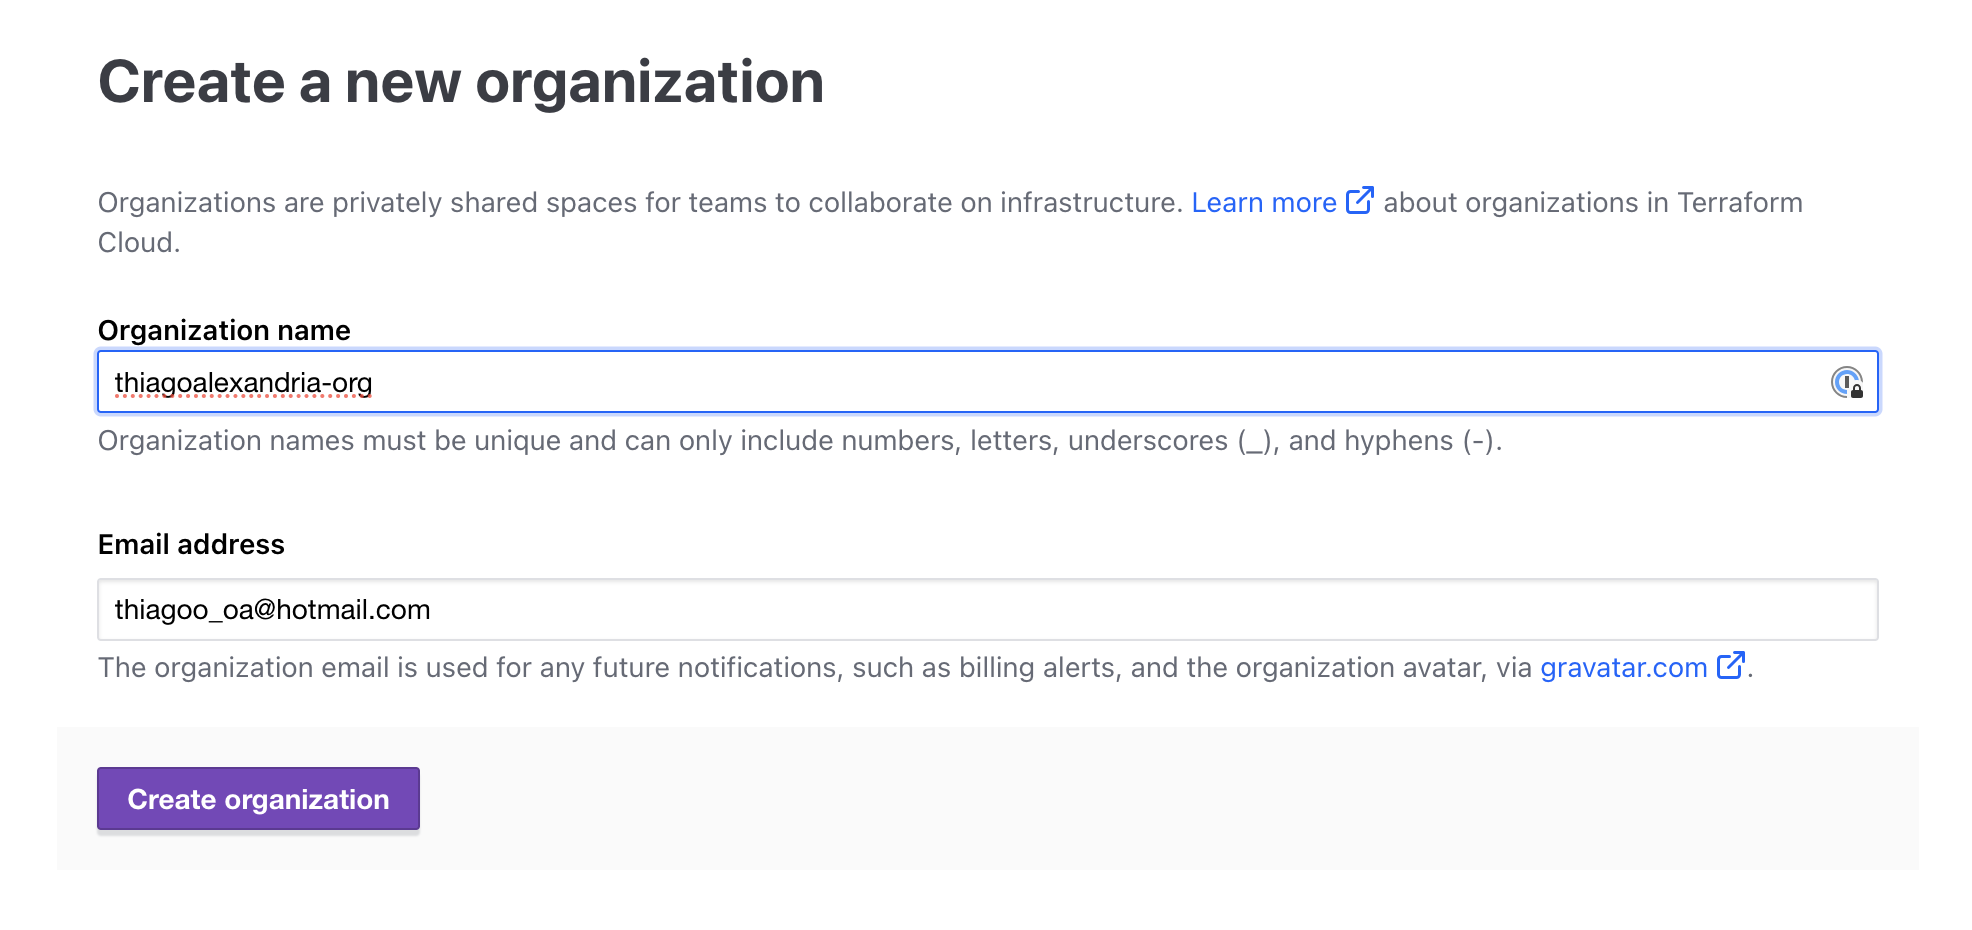 Create a new organization
Organizations are privately shared spaces for teams to collaborate on infrastructure. Learn more about organizations in Terraform
Cloud.
Organization name
thiagoalexandria-org
Organization names must be unique and can only include numbers, letters, underscores (_), and hyphens (-).
Email address
thiagoo_oa@hotmail.com
The organization email is used for any future notifications, such as billing alerts, and the organization avatar, via gravatar.com .
Create organization